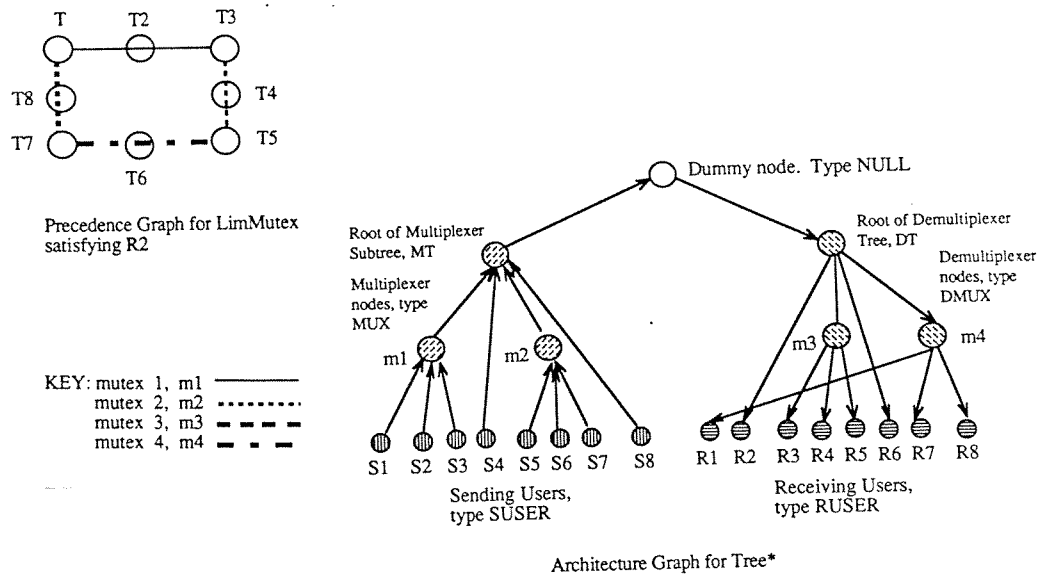 T T2 T3
T8 T4
T7 T5
T6
Precedence Graph for LimMutex
satisfying R2
KEY: mutex 1, m1
mutex 2, m2
mutex 3, m3
mutex 4, m4
Dummy node. Type NULL
Root of Multiplexer
Subtree, MT
Root of Demultiplexer
Tree, DT
Multiplexer
nodes, type
MUX
Demultiplexer
nodes, type
DMUX
m1 m2 m3 m4
S1 S2 S3 S4 S5 S6 S7 S8
R1 R2 R3 R4 R5 R6 R7 R8
Sending Users,
type SUSER
Receiving Users,
type RUSER
Architecture Graph for Tree*